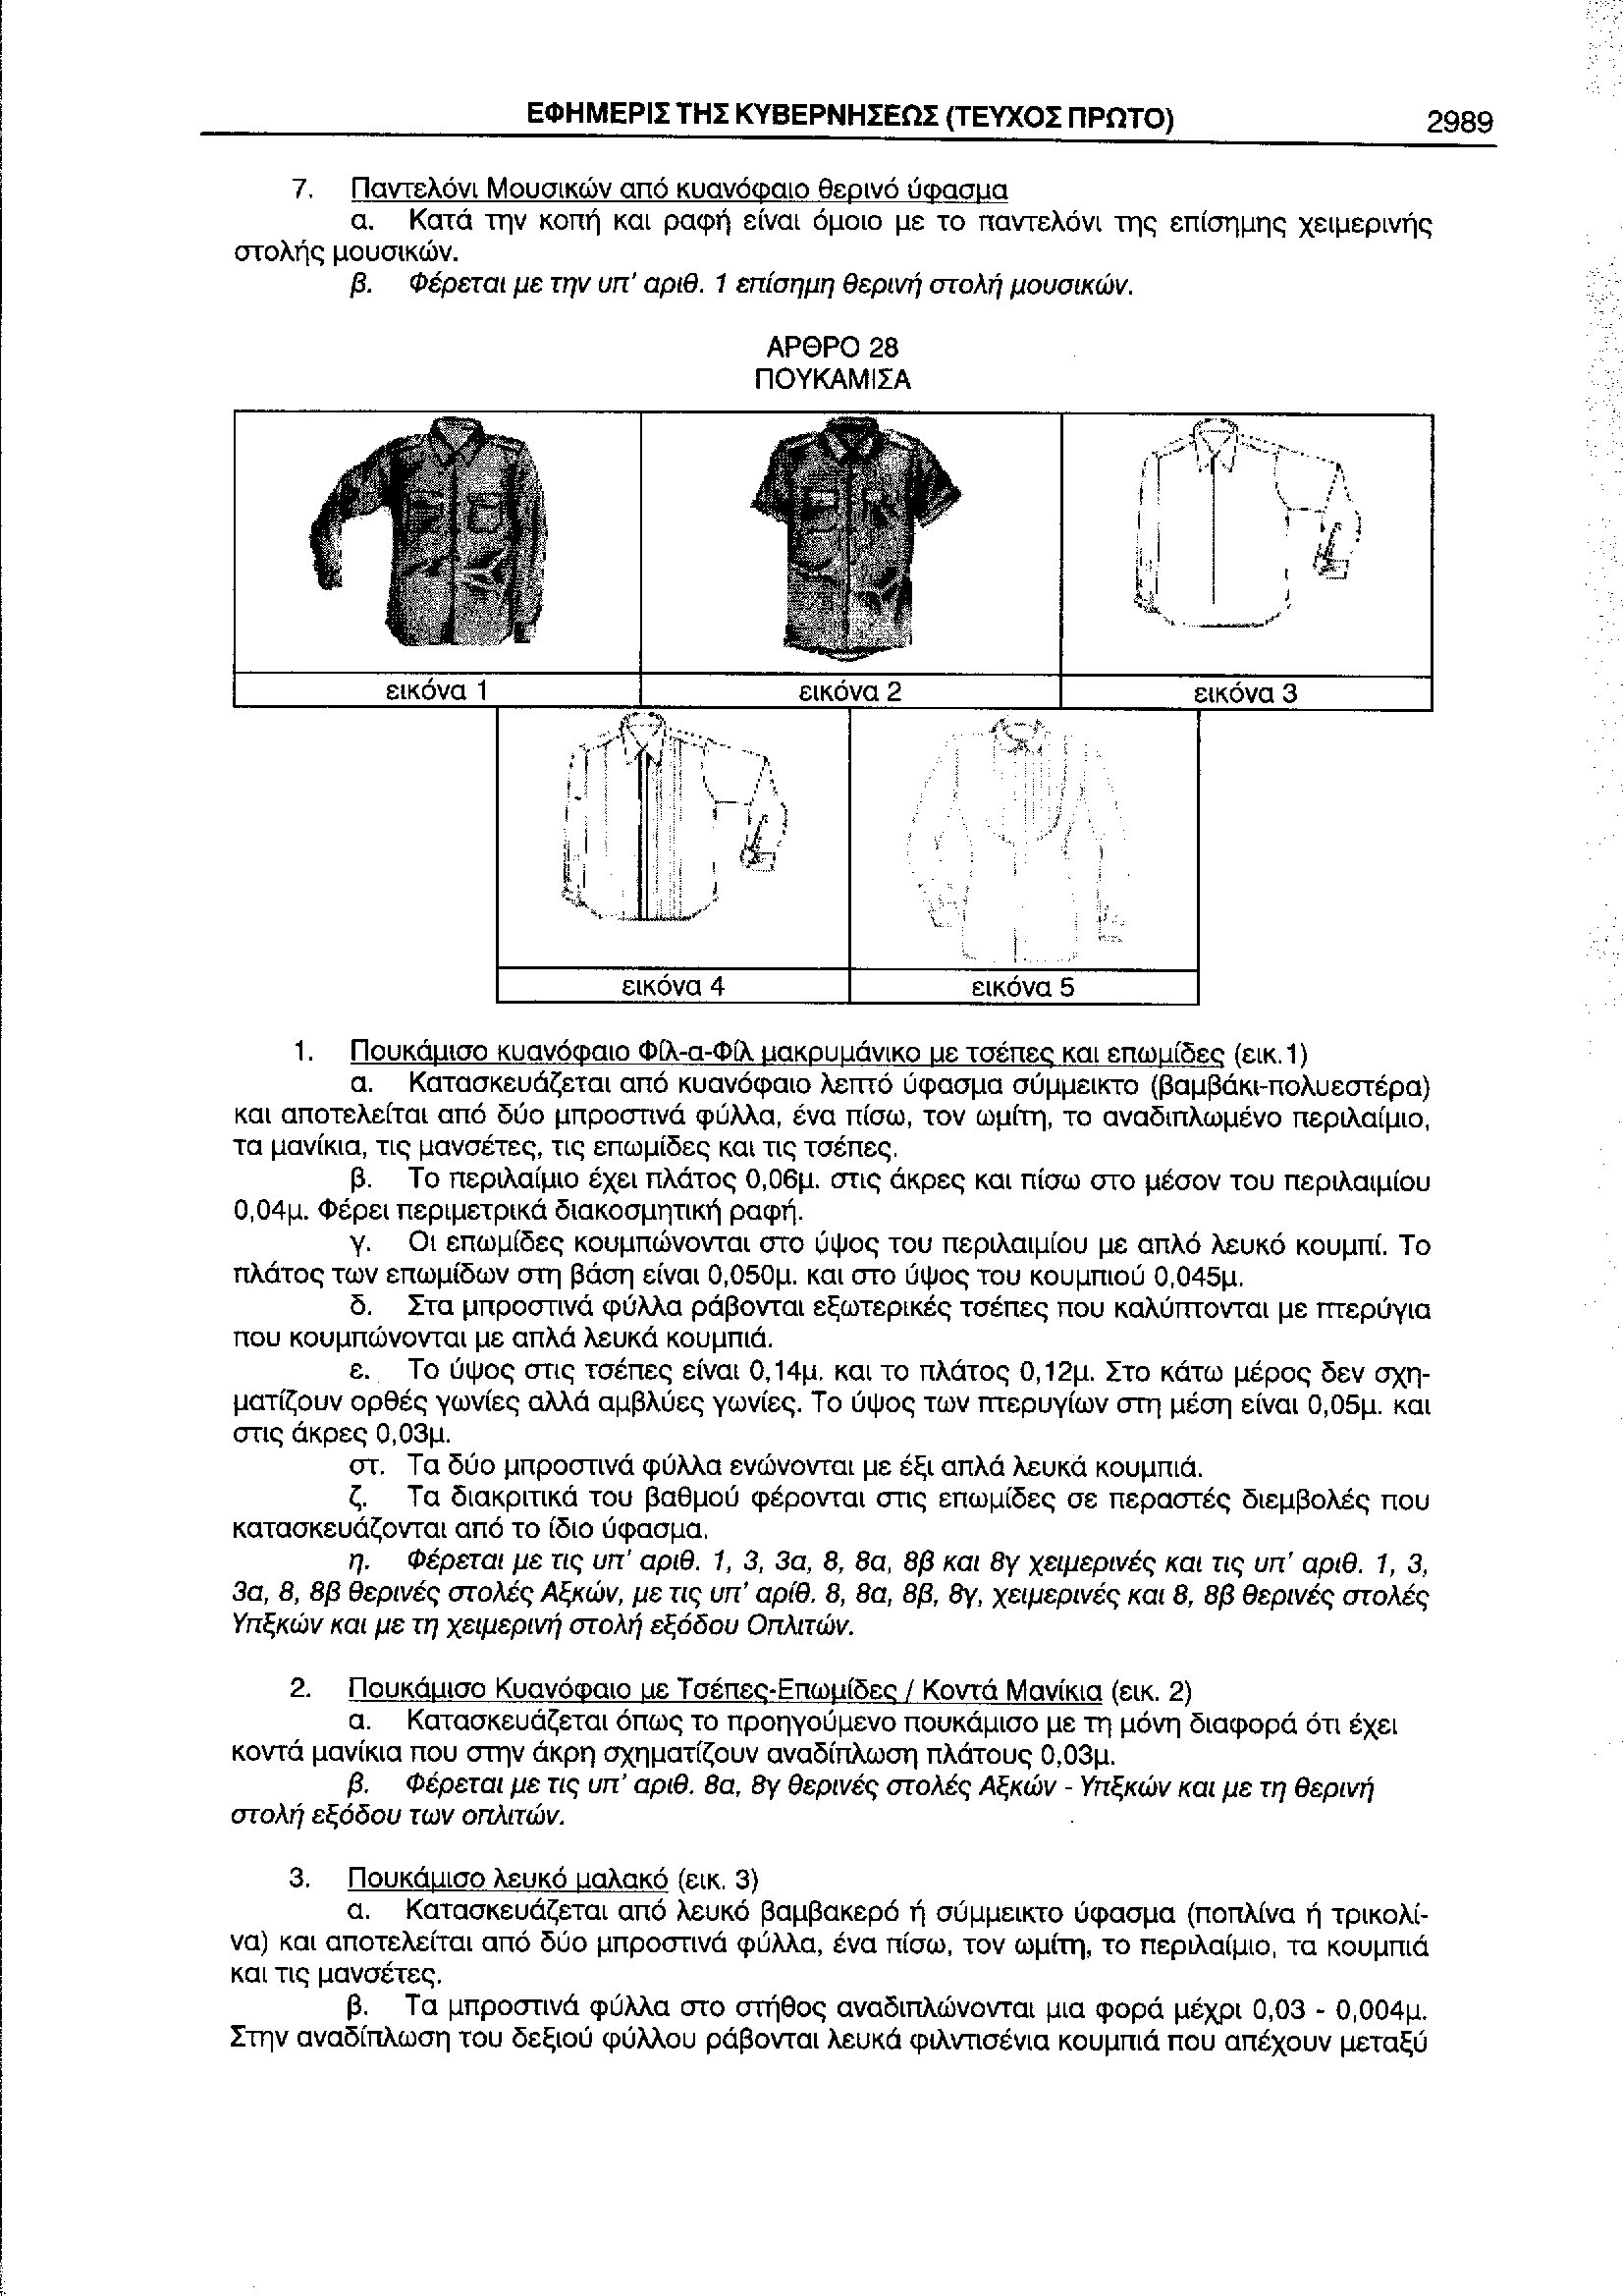 ΕΦΗΜΕΡΙΣ ΤΗΣ ΚΥΒΕΡΝΗΣΕΩΣ (ΤΕΥΧΟΣ ΠΡΩΤΟ) 2989
7. Παντελόνι Μουσικών από κυανόφαιο θερινό ύφασμα
α. Κατά την κοπή και ραφή είναι όμοιο με το παντελόνι της επίσημης χειμερινής
στολής μουσικών.
β. Φέρεται με την υπ' αριθ. 1 επίσημη θερινή στολή μουσικών.
ΑΡΘΡΟ 28
ΠΟΥΚΑΜΙΣΑ
εικόνα 1 εικόνα 2 εικόνα 3
εικόνα 4 εικόνα 5
1. Πουκάμισο κυανόφαιο Φίλ-α-Φίλ μακρυμάνικο με τσέπες και επωμίδες (εικ.1)
α. Κατασκευάζεται από κυανόφαιο λεπτό ύφασμα σύμμεικτο (βαμβάκι-πολυεστέρα)
και αποτελείται από δύο μπροστινά φύλλα, ένα πίσω, τον ωμίτη, το αναδιπλωμένο περιλαίμιο,
τα μανίκια, τις μανσέτες, τις επωμίδες και τις τσέπες.
β. Το περιλαίμιο έχει πλάτος 0,06μ. στις άκρες και πίσω στο μέσον του περιλαιμίου
0,04μ. Φέρει περιμετρικά διακοσμητική ραφή.
γ. Οι επωμίδες κουμπώνονται στο ύψος του περιλαιμίου με απλό λευκό κουμπί. Το
πλάτος των επωμίδων στη βάση είναι 0,050μ. και στο ύψος του κουμπιού 0,045μ.
δ. Στα μπροστινά φύλλα ράβονται εξωτερικές τσέπες που καλύπτονται με πτερύγια
που κουμπώνονται με απλά λευκά κουμπιά.
ε. Το ύψος στις τσέπες είναι 0,14μ. και το πλάτος 0,12μ. Στο κάτω μέρος δεν σχη-
ματίζουν ορθές γωνίες αλλά αμβλύες γωνίες. Το ύψος των πτερυγίων στη μέση είναι 0,05μ. και
στις άκρες 0,03μ.
στ. Τα δύο μπροστινά φύλλα ενώνονται με έξι απλά λευκά κουμπιά.
ζ. Τα διακριτικά του βαθμού φέρονται στις επωμίδες σε περαστές διεμβολές που
κατασκευάζονται από το ίδιο ύφασμα.
η. Φέρεται με τις υπ' αριθ. 1, 3, 3α, 8, 8α, 8β και 8γ χειμερινές και τις υπ' αριθ. 1, 3,
3α, 8, 8β θερινές στολές Αξκών, με τις υπ' αρίθ. 8, 8α, 8β, 8γ, χειμερινές και 8, 8β θερινές στολές
Υπξκών και με τη χειμερινή στολή εξόδου Οπλιτών.
2. Πουκάμισο Κυανόφαιο με Τσέπες-Επωμίδες / Κοντά Μανίκια (εικ. 2)
α. Κατασκευάζεται όπως το προηγούμενο πουκάμισο με τη μόνη διαφορά ότι έχει
κοντά μανίκια που στην άκρη σχηματίζουν αναδίπλωση πλάτους 0,03μ.
β. Φέρεται με τις υπ' αριθ. 8α, 8γ θερινές στολές Αξκών - Υπξκών και με τη θερινή
στολή εξόδου των οπλιτών.
3. Πουκάμισο λευκό μαλακό (εικ. 3)
α. Κατασκευάζεται από λευκό βαμβακερό ή σύμμεικτο ύφασμα (ποπλίνα ή τρικολί-
να) και αποτελείται από δύο μπροστινά φύλλα, ένα πίσω, τον ωμίτη, το περιλαίμιο, τα κουμπιά
και τις μανσέτες.
β. Τα μπροστινά φύλλα στο στήθος αναδιπλώνονται μια φορά μέχρι 0,03 - 0,004μ.
Στην αναδίπλωση του δεξιού φύλλου ράβονται λευκά φιλντισένια κουμπιά που απέχουν μεταξύ